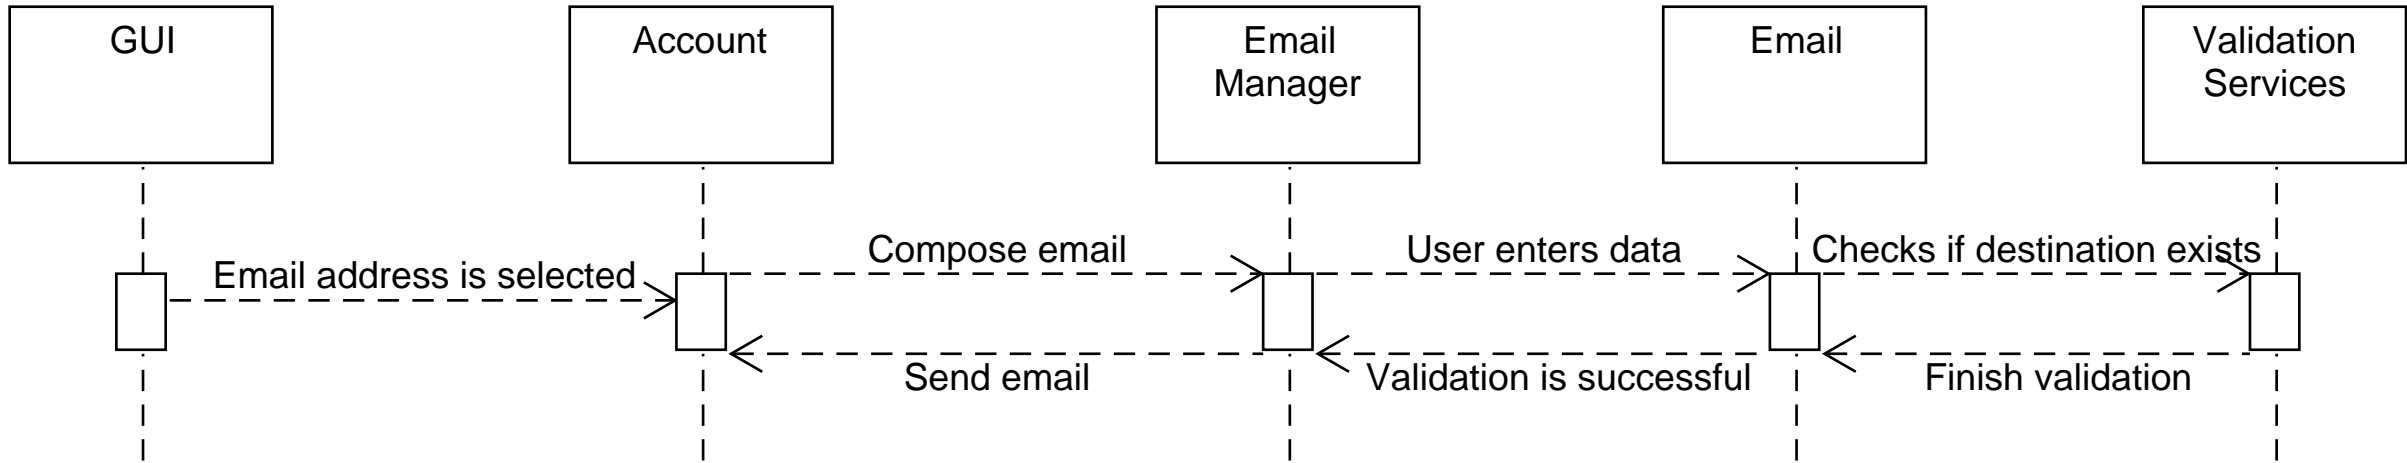 GUI
Account
Email
Manager
Email
Validation
Services
Email address is selected
Compose email
User enters data
Checks if destination exists
Send email
Validation is successful
Finish validation